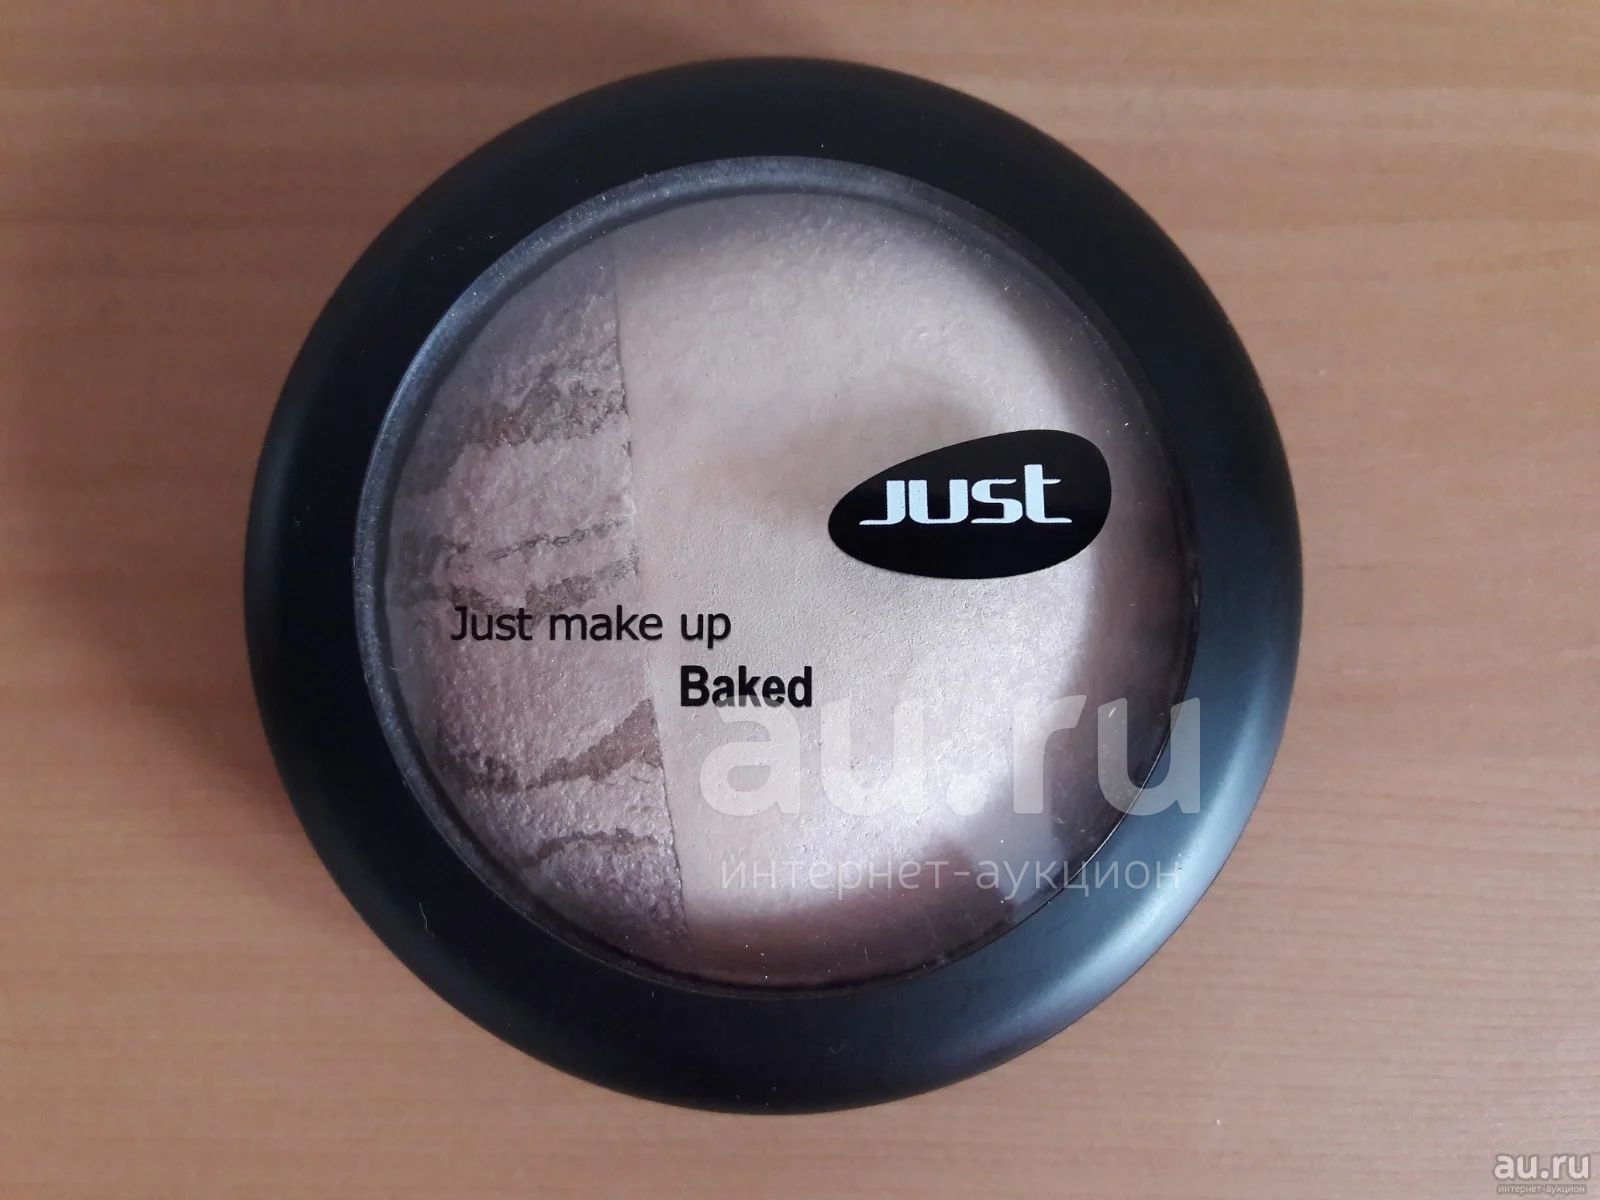 JUST
Just make up
Baked
au.ru
интернет-аукцион
au.ru
интернет-аукцион